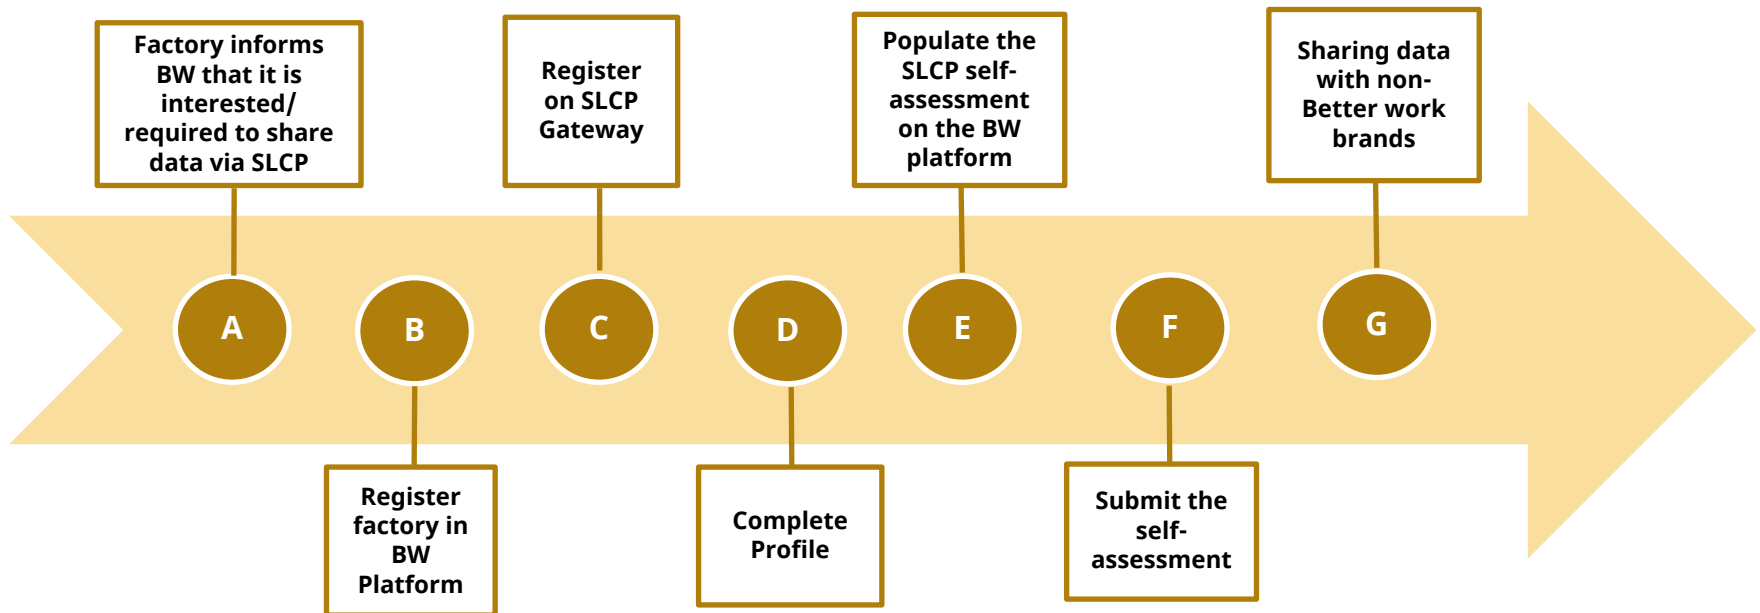 Factory informs
BW that it is
interested/
required to share
data via SLCP
Register
on SLCP
Gateway
Populate the
SLCP self-
assessment
on the BW
platform
Sharing data
with non-
Better work
brands
A
B
C
D
E
F
G
Register
factory in
BW
Platform
Complete
Profile
Submit the
self-
assessment